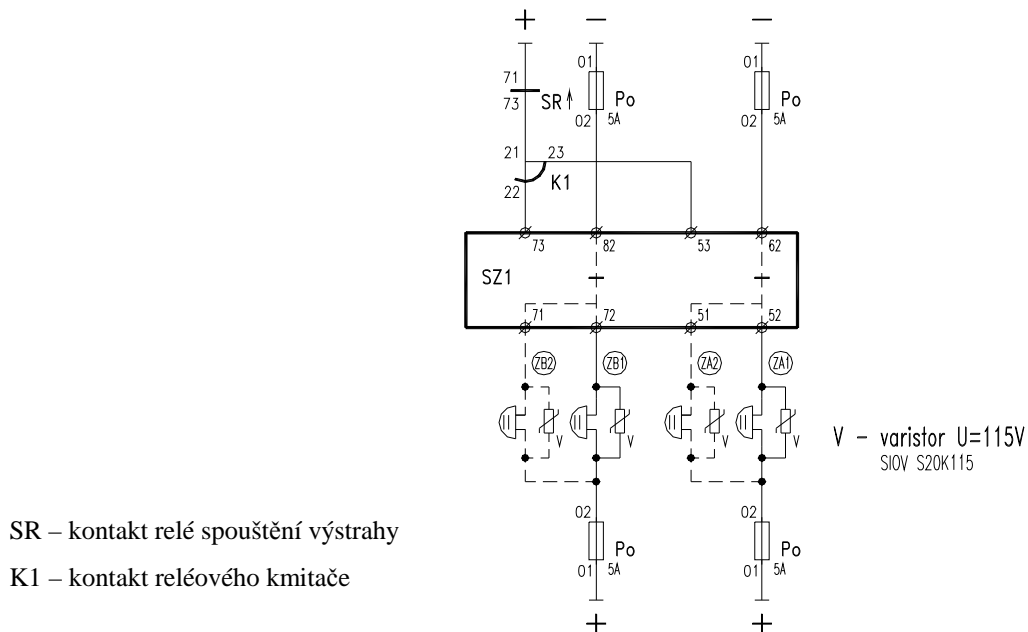 + − −
01 01
71
73 SR↑ Po Po
02 5A 02 5A
21 23
22 K1
73 82 53 62
SZ1
71 72 51 52
ZB2 ZB1 ZA2 ZA1
V V V V
V – varistor U=115V
SIOV S20K115
02 02
SR – kontakt relé spouštění výstrahy
Po Po
01 5A 01 5A
K1 – kontakt reléového kmitače
+ +